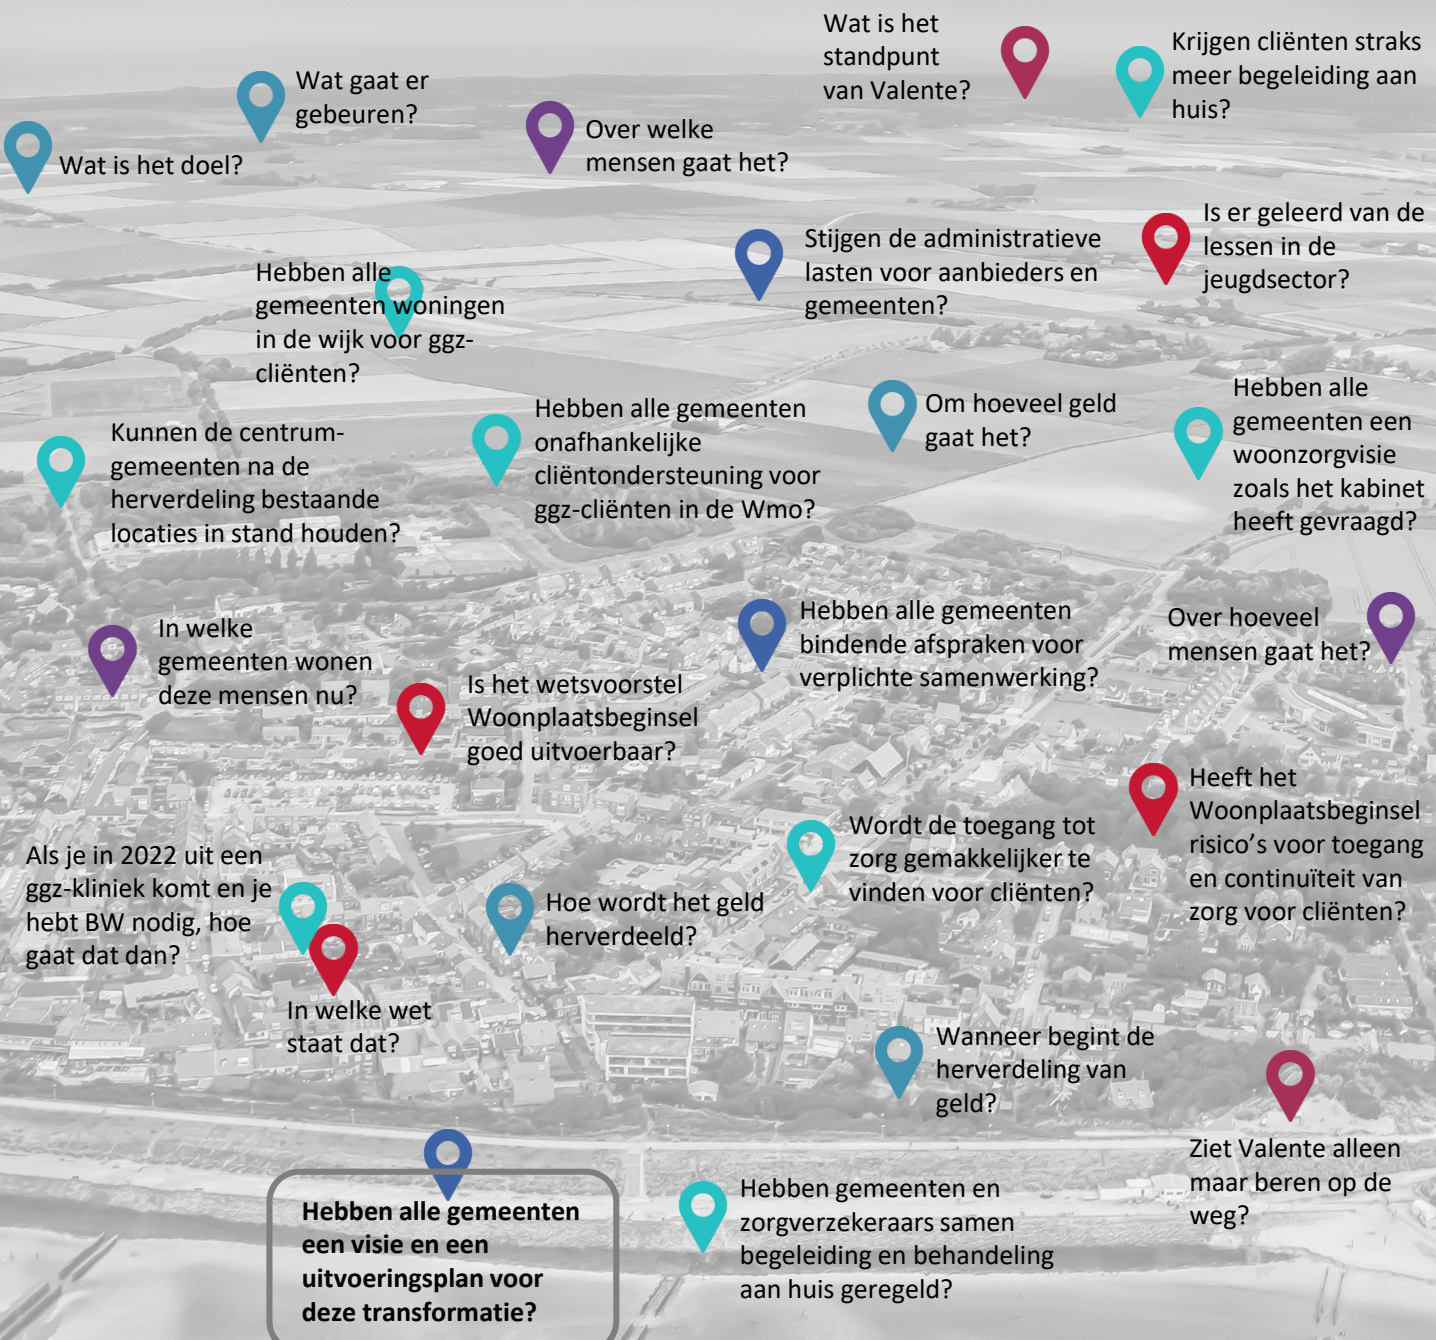 Wat is het
standpunt
van Valente?
Krijgen cliënten straks
meer begeleiding aan
huis?
Wat gaat er
gebeuren?
Over welke
mensen gaat het?
Wat is het doel?
Is er geleerd van de
lessen in de
jeugdsector?
Stijgen de administratieve
lasten voor aanbieders en
gemeenten?
Hebben alle
gemeenten woningen
in de wijk voor ggz-
cliënten?
Hebben alle
gemeenten een
woonzorgvisie
zoals het kabinet
heeft gevraagd?
Om hoeveel geld
gaat het?
Hebben alle gemeenten
onafhankelijke
cliëntondersteuning voor
ggz-cliënten in de Wmo?
Kunnen de centrum-
gemeenten na de
herverdeling bestaande
locaties in stand houden?
Hebben alle gemeenten
bindende afspraken voor
verplichte samenwerking?
Over hoeveel
mensen gaat het?
In welke
gemeenten wonen
deze mensen nu?
Is het wetsvoorstel
Woonplaatsbeginsel
goed uitvoerbaar?
Heeft het
Woonplaatsbeginsel
risico's voor toegang
en continuïteit van
zorg voor cliënten?
Wordt de toegang tot
zorg gemakkelijker te
vinden voor cliënten?
Als je in 2022 uit een
ggz-kliniek komt en je
hebt BW nodig, hoe
gaat dat dan?
Hoe wordt het geld
herverdeeld?
In welke wet
staat dat?
Wanneer begint de
herverdeling van
geld?
Ziet Valente alleen
maar beren op de
weg?
Hebben gemeenten en
zorgverzekeraars samen
begeleiding en behandeling
aan huis geregeld?
Hebben alle gemeenten
een visie en een
uitvoeringsplan voor
deze transformatie?